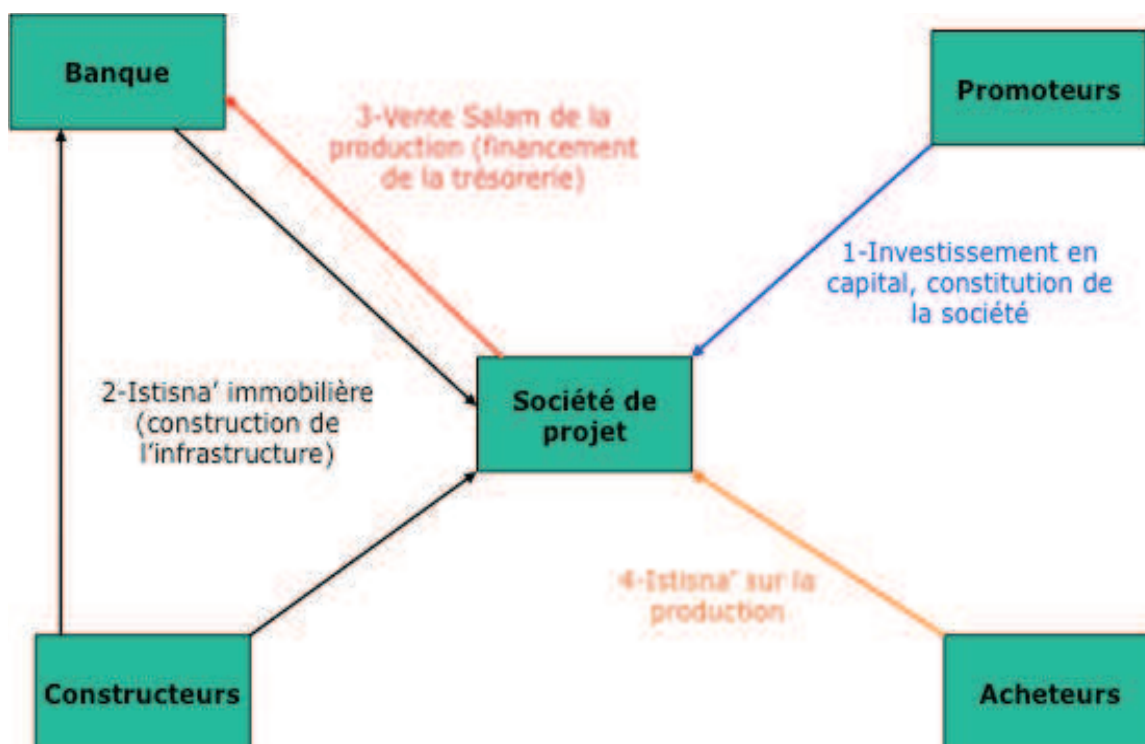 Banque
Promoteurs
3-Vente Salam de la
production (financement
de la trésorerie)
1-Investissement en
capital, constitution de
la société
2-Istisna’ immobilière
(construction de
l’infrastructure)
Société de
projet
4-Istisna’ sur la
production
Constructeurs
Acheteurs